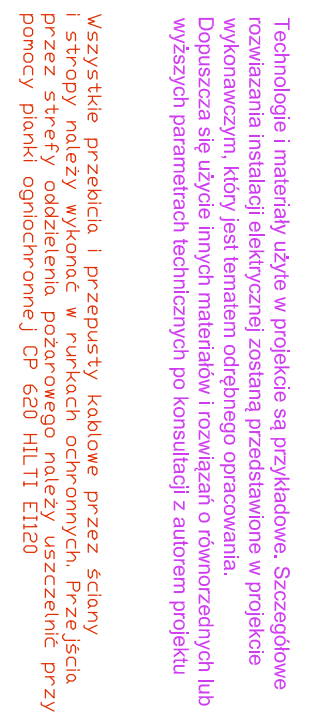 Technologie i materiały użyte w projekcie są przykładowe. Szczegółowe
rozwiazania instalacji elektrycznej zostaną przedstawione w projekcie
wykonawczym, który jest tematem odrębnego opracowania.
Dopuszcza się użycie innych materiałów i rozwiązań o równorzednych lub
wyższych parametrach technicznych po konsultacji z autorem projektu
Wszystkie przebicia i przepusty kablowe przez ściany
i stropy należy wykonać w rurkach ochronnych. Przejścia
przez strefy oddzielenia pożarowego należy uszczelnić przy
pomocy pianki ogniochronnej CP 620 HILTI EI120